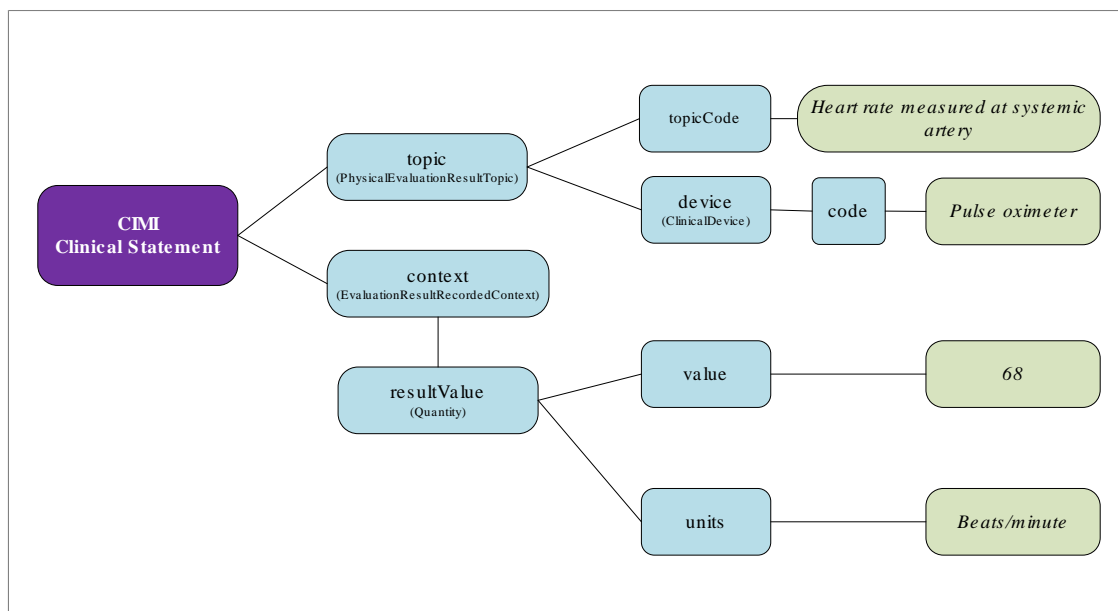 CIMI
Clinical Statement
topic
(PhysicalEvaluationResultTopic)
topicCode
Heart rate measured at systemic
artery
device
(ClinicalDevice)
code
Pulse oximeter
context
(EvaluationResultRecordedContext)
resultValue
(Quantity)
value
68
units
Beats/minute